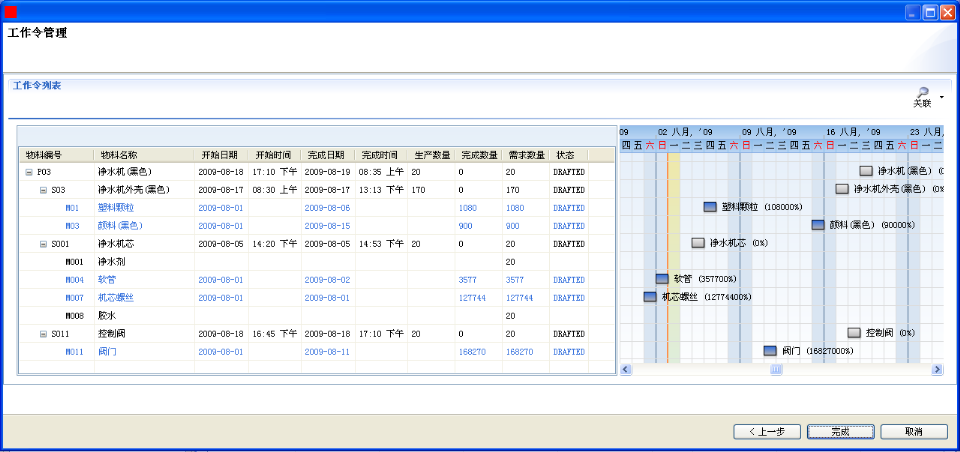 工作令管理
工作令列表
关联
09 02 八月, '09 09 八月, '09 16 八月, '09 23 八月,
四 五 六 日 一 二 三 四 五 六 日 一 二 三 四 五 六 日 一 二 三 四 五 六 日 一 二
物料编号 物料名称 开始日期 开始时间 完成日期 完成时间 生产数量 完成数量 需求数量 状态
P03 净水机(黑色) 2009-08-18 17:10 下午 2009-08-19 08:35 上午 20 0 20 DRAFTED 净水机(黑色)
S03 净水机外壳(黑色) 2009-08-17 08:30 上午 2009-08-17 13:13 下午 170 0 170 DRAFTED 净水机外壳(黑色) (0%
M01 塑料颗粒 2009-08-01 2009-08-06 1080 1080 DRAFTED 塑料颗粒 (108000%)
M03 颜料(黑色) 2009-08-01 2009-08-15 900 900 DRAFTED 颜料(黑色) (90000%)
S001 净水机芯 2009-08-05 14:20 下午 2009-08-05 14:53 下午 20 0 20 DRAFTED 净水机芯 (0%)
M001 净水剂 20
M004 软管 2009-08-01 2009-08-02 3577 3577 DRAFTED 软管 (357700%)
M007 机芯螺丝 2009-08-01 2009-08-01 127744 127744 DRAFTED 机芯螺丝 (12774400%)
M008 胶水 20
S011 控制阀 2009-08-18 16:45 下午 2009-08-18 17:10 下午 20 0 20 DRAFTED 控制阀 (0%)
M011 阀门 2009-08-01 2009-08-11 168270 168270 DRAFTED 阀门 (16827000%)
< 上一步 完成 取消